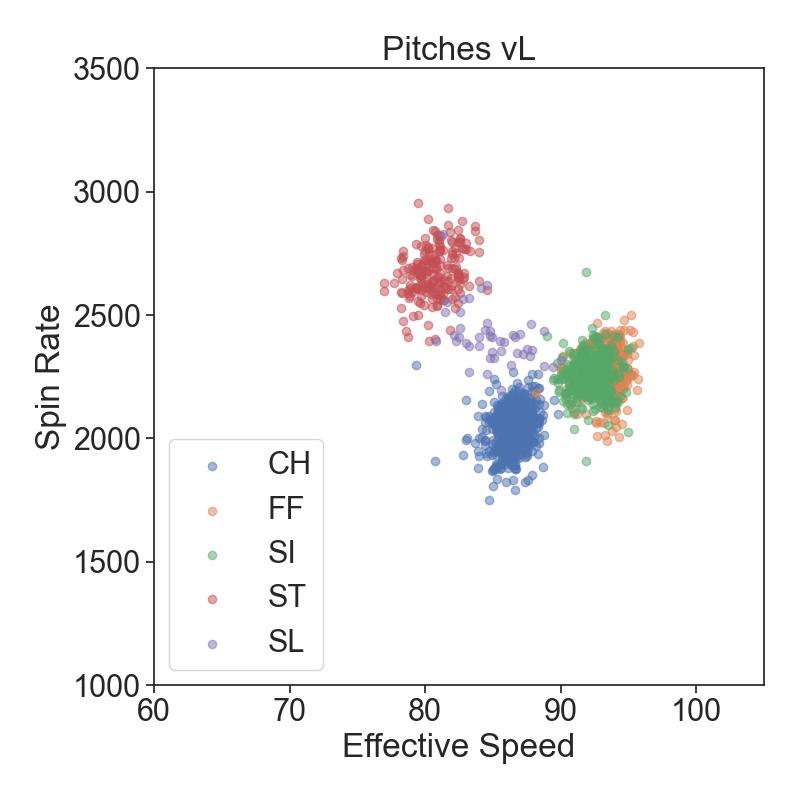 Pitches vL
3500
3000
2500
2000
1500
1000
Spin Rate
CH
FF
SI
ST
SL
60 70 80 90 100
Effective Speed